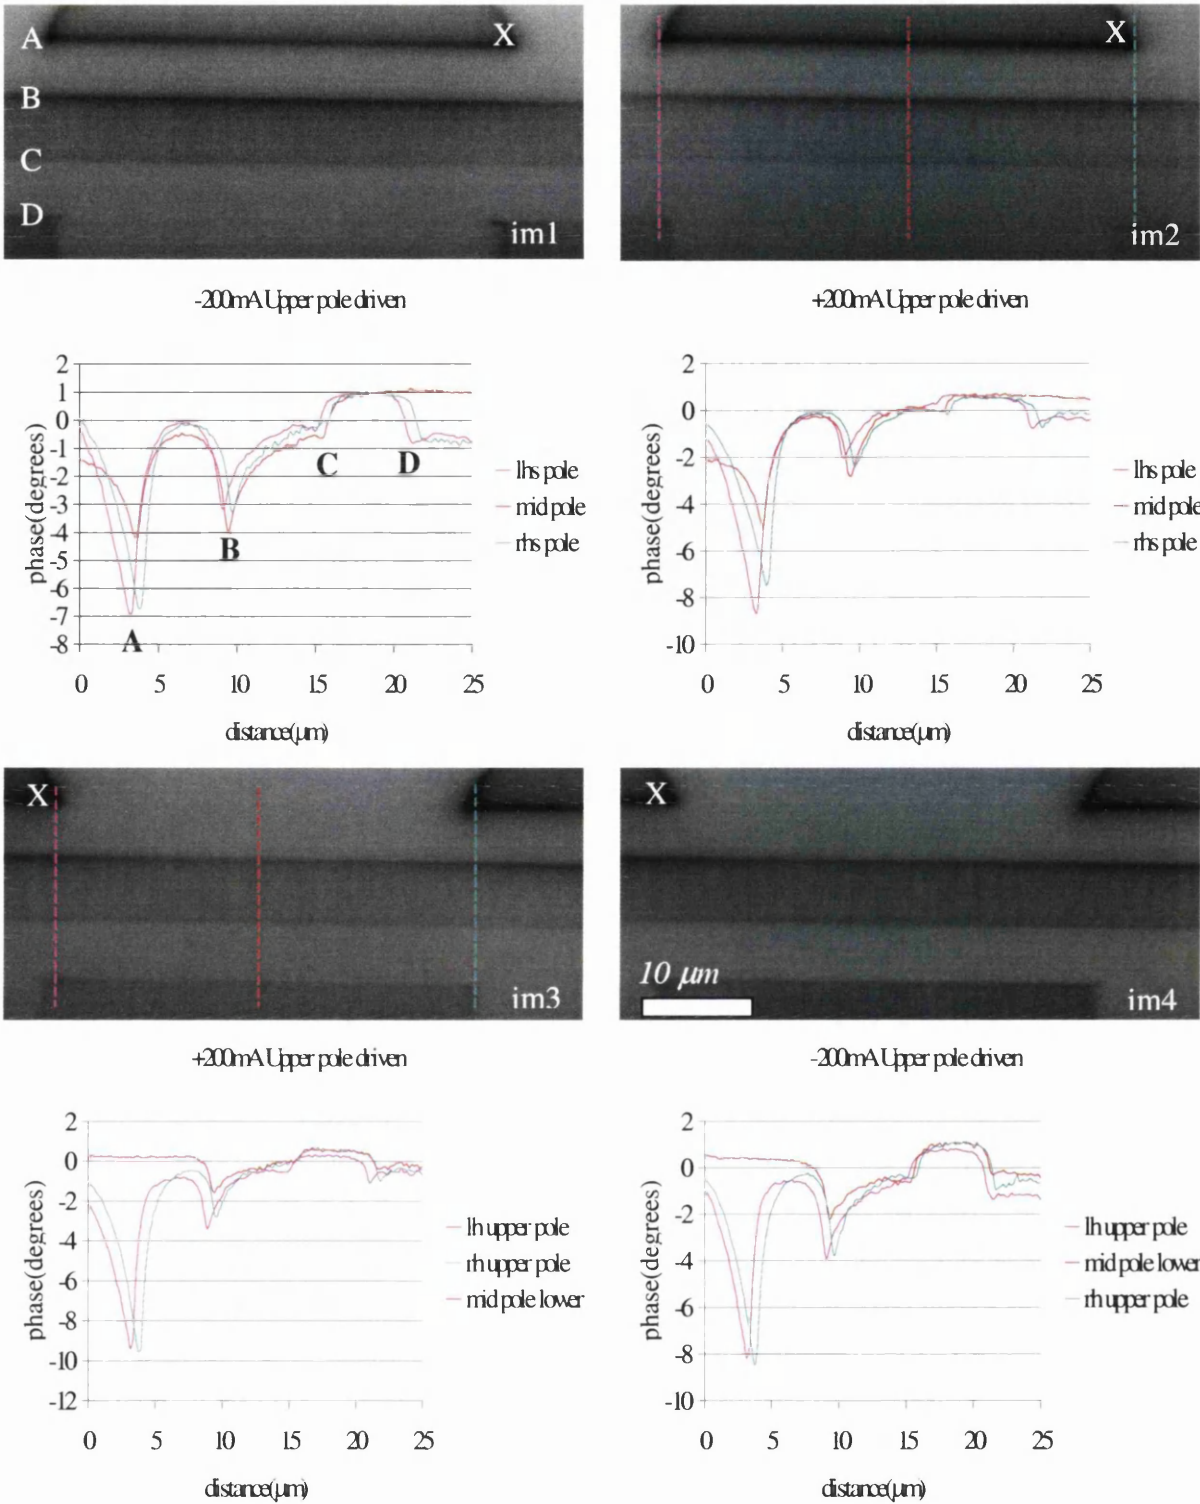 A
X
B
C
D
im1
X
im2
-200mA Upper pole driven
+200mA Upper pole driven
phase(degrees)
2
1
0
-1
-2
-3
-4
-5
-6
-7
-8
A
B
C
D
0 5 10 15 20 25
distance(µm)
lhs pole
mid pole
rhs pole
phase(degrees)
2
0
-2
-4
-6
-8
-10
0 5 10 15 20 25
distance(µm)
lhs pole
mid pole
rhs pole
X
im3
X
10 µm
im4
+200mA Upper pole driven
-200mA Upper pole driven
phase(degrees)
2
0
-2
-4
-6
-8
-10
-12
0 5 10 15 20 25
distance(µm)
lh upper pole
rh upper pole
mid pole lower
phase(degrees)
2
0
-2
-4
-6
-8
-10
0 5 10 15 20 25
distance(µm)
lh upper pole
mid pole lower
rh upper pole